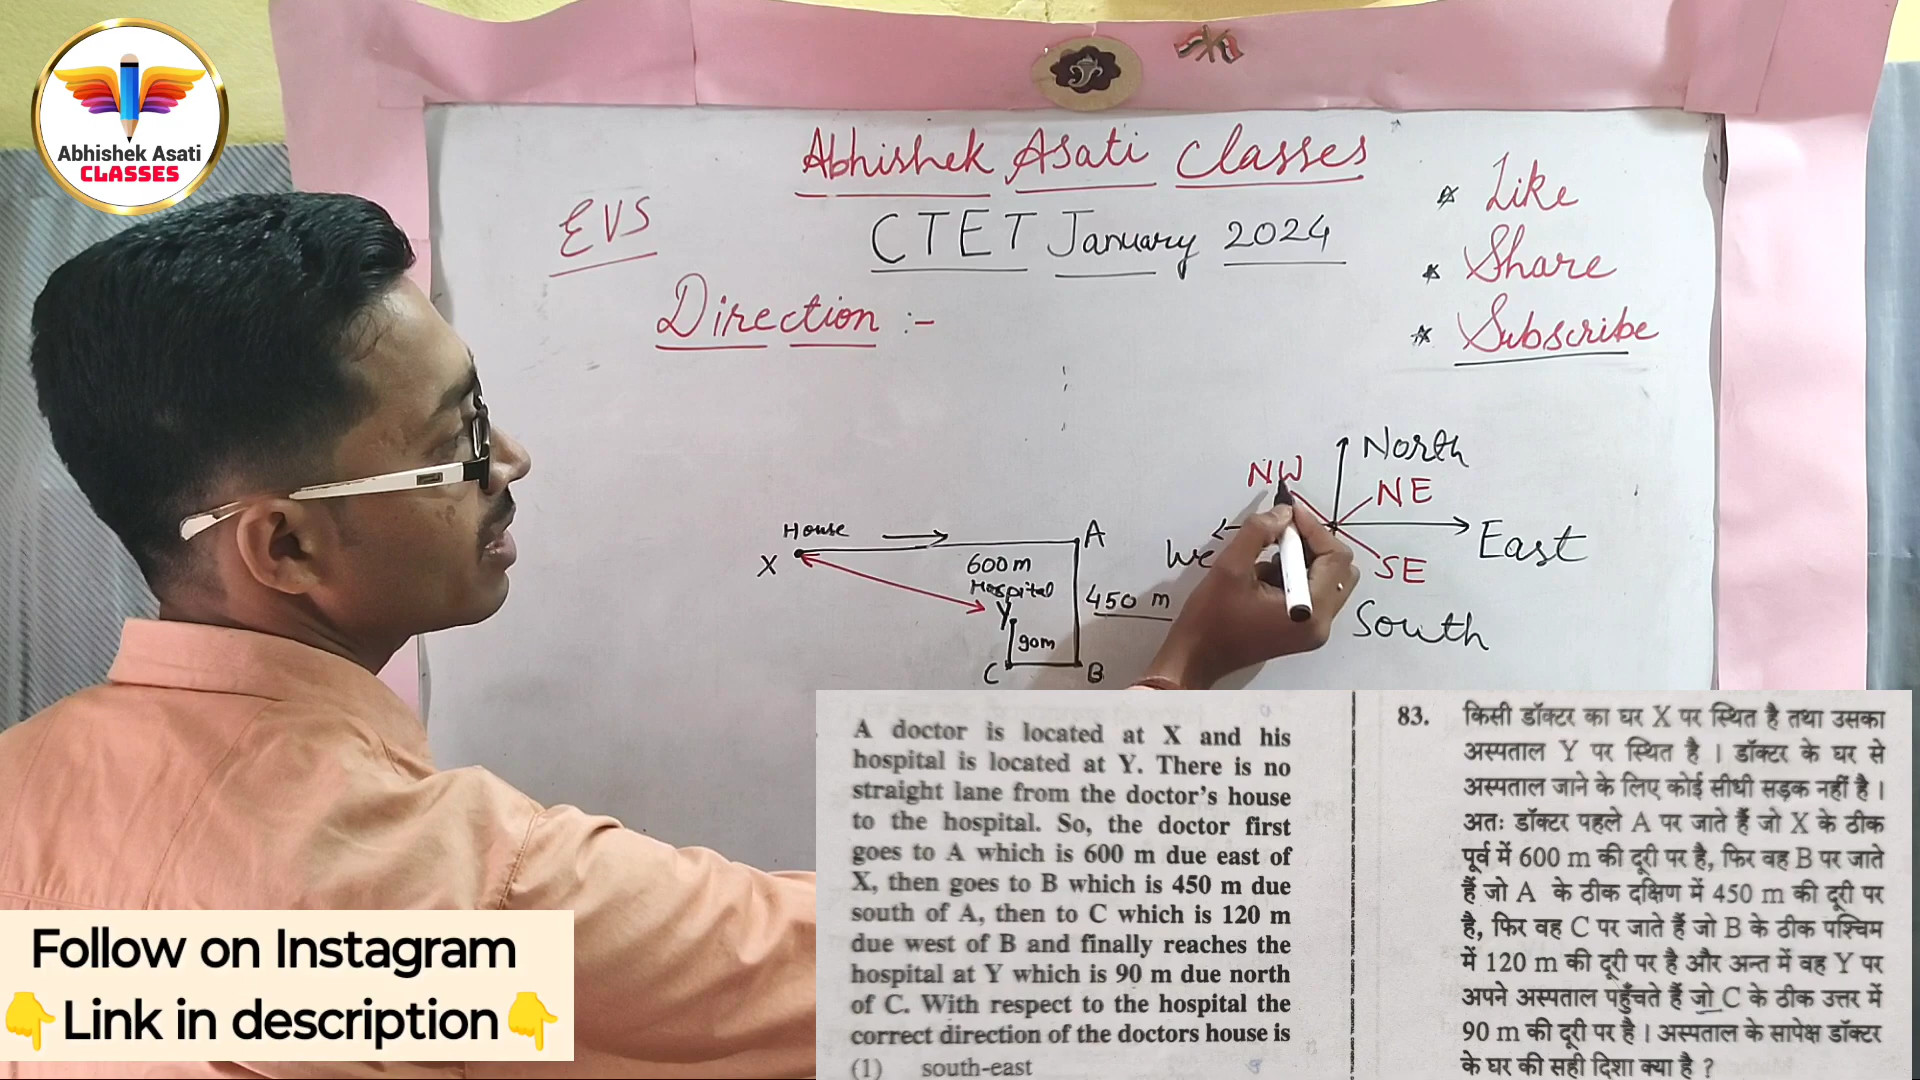 Abhishek Asati
CLASSES
Abhishek Asati Classes
EVS
CTET January 2024
Direction :-
Like
Share
Subscribe
North
NW
NE
East
We
SE
South
House
X
A
600m
Hospital
Y
450 m
90m
C
B
A doctor is located at X and his
hospital is located at Y. There is no
straight lane from the doctor's house
to the hospital. So, the doctor first
goes to A which is 600 m due east of
X, then goes to B which is 450 m due
south of A, then to C which is 120 m
due west of B and finally reaches the
hospital at Y which is 90 m due north
of C. With respect to the hospital the
correct direction of the doctors house is
(1) south-east
83. किसी डॉक्टर का घर X पर स्थित है तथा उसका
अस्पताल Y पर स्थित है । डॉक्टर के घर से
अस्पताल जाने के लिए कोई सीधी सड़क नहीं है ।
अतः डॉक्टर पहले A पर जाते हैं जो X के ठीक
पूर्व में 600 m की दूरी पर है, फिर वह B पर जाते
हैं जो A के ठीक दक्षिण में 450 m की दूरी पर
है, फिर वह C पर जाते हैं जो B के ठीक पश्चिम
में 120 m की दूरी पर है और अन्त में वह Y पर
अपने अस्पताल पहुँचते हैं जो C के ठीक उत्तर में
90 m की दूरी पर है । अस्पताल के सापेक्ष डॉक्टर
के घर की सही दिशा क्या है ?
Follow on Instagram
👇Link in description👇